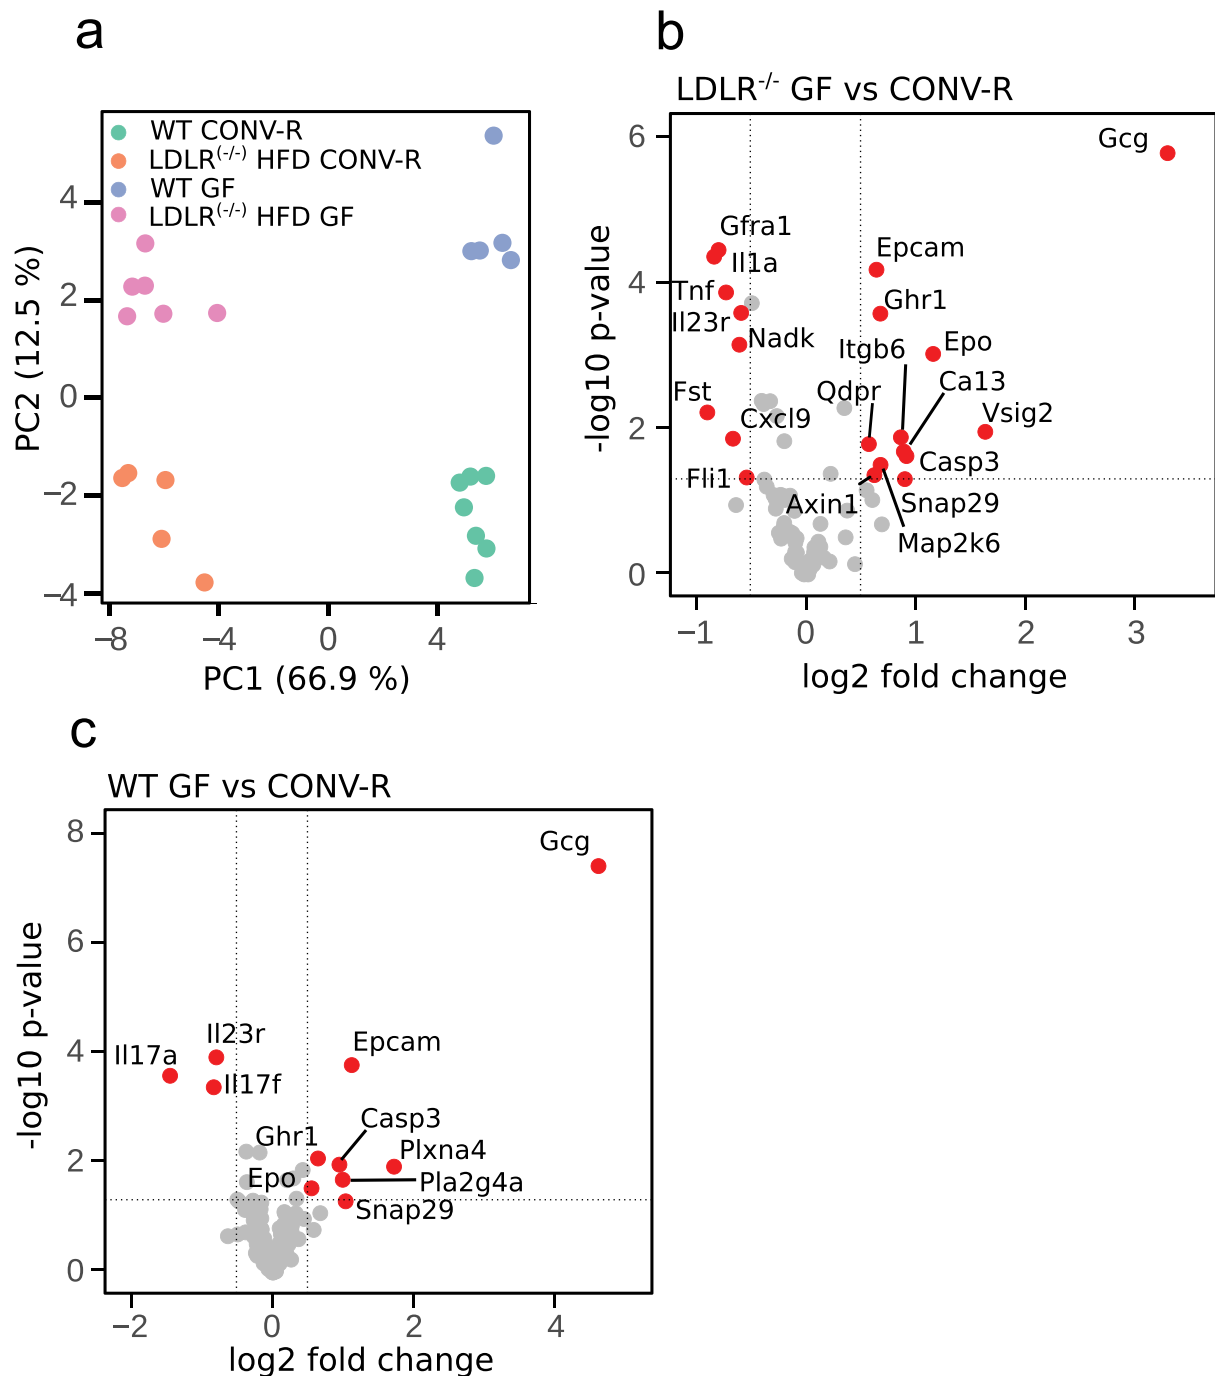 a
WT CONV-R
LDLR(-/-) HFD CONV-R
WT GF
LDLR(-/-) HFD GF
PC2 (12.5 %)
4
2
0
−2
−4
−8
−4
0
4
PC1 (66.9 %)
b
LDLR-/- GF vs CONV-R
-log10 p-value
6
4
2
0
Gcg
Gfra1
Il1a
Epcam
Tnf
Ghr1
Il23r
Nadk
Itgb6
Epo
Qdpr
Ca13
Fst
Cxcl9
Vsig2
Casp3
Fli1
Axin1
Snap29
Map2k6
−1
0
1
2
3
log2 fold change
c
WT GF vs CONV-R
-log10 p-value
8
6
4
2
0
Gcg
Il23r
Il17a
Epcam
Il17f
Casp3
Ghr1
Plxna4
Epo
Pla2g4a
Snap29
−2
0
2
4
log2 fold change